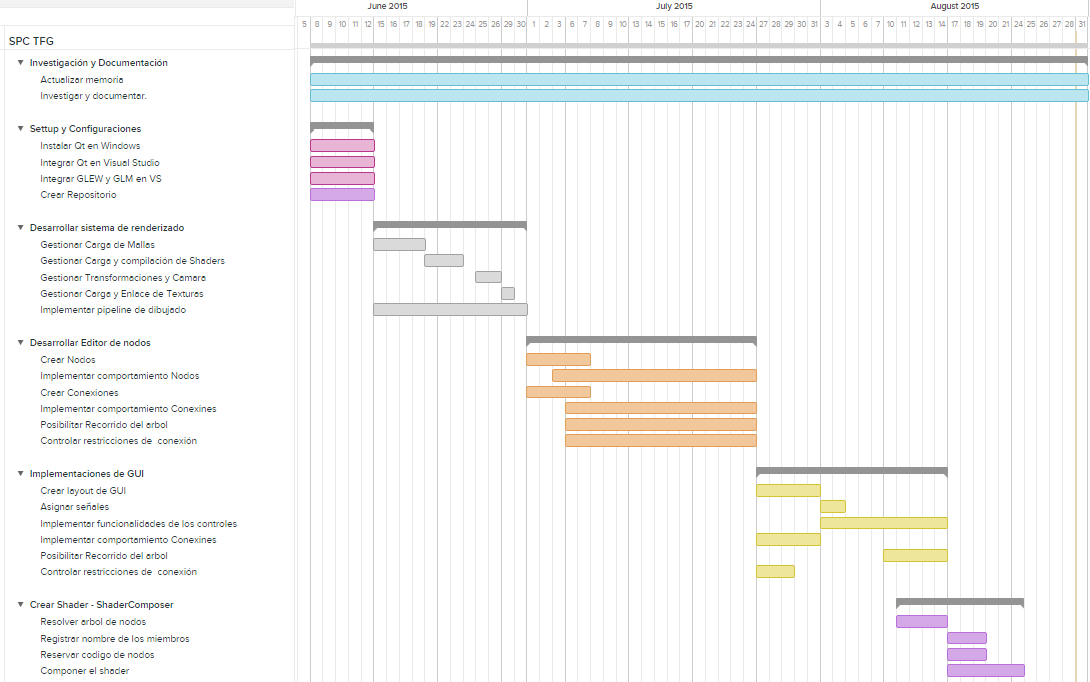 June 2015 July 2015 August 2015
5 8 9 10 11 12 15 16 17 18 19 22 23 24 25 26 29 30 1 2 3 6 7 8 9 10 13 14 15 16 17 20 21 22 23 24 27 28 29 30 31 3 4 5 6 7 10 11 12 13 14 17 18 19 20 21 24 25 26 27 28 31
SPC TFG
Investigación y Documentación
Actualizar memoria
Investigar y documentar.
Settup y Configuraciones
Instalar Qt en Windows
Integrar Qt en Visual Studio
Integrar GLEW y GLM en VS
Crear Repositorio
Desarrollar sistema de renderizado
Gestionar Carga de Mallas
Gestionar Carga y compilación de Shaders
Gestionar Transformaciones y Camara
Gestionar Carga y Enlace de Texturas
Implementar pipeline de dibujado
Desarrollar Editor de nodos
Crear Nodos
Implementar comportamiento Nodos
Crear Conexiones
Implementar comportamiento Conexines
Posibilitar Recorrido del arbol
Controlar restricciones de conexión
Implementaciones de GUI
Crear layout de GUI
Asignar señales
Implementar funcionalidades de los controles
Implementar comportamiento Conexines
Posibilitar Recorrido del arbol
Controlar restricciones de conexión
Crear Shader - ShaderComposer
Resolver arbol de nodos
Registrar nombre de los miembros
Reservar codigo de nodos
Componer el shader